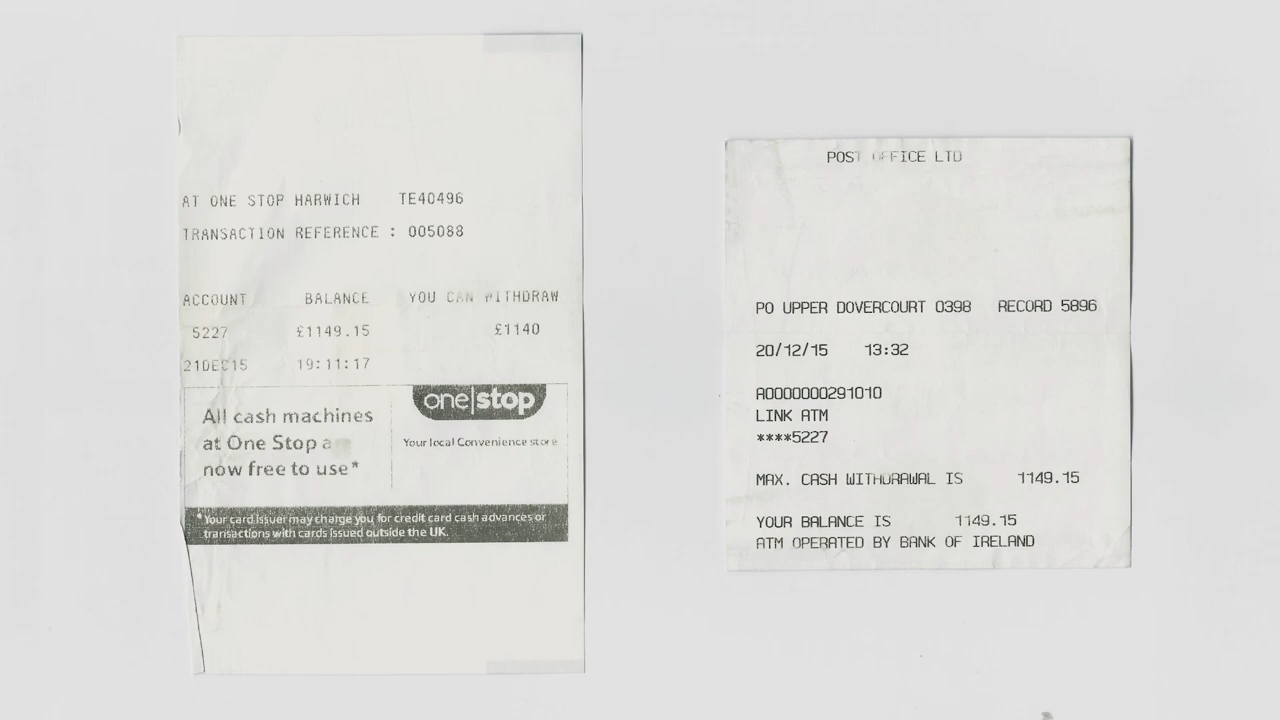 AT ONE STOP HARWICH TE40496
TRANSACTION REFERENCE : 005088
ACCOUNT BALANCE YOU CAN WITHDRAW
5227 £1149.15 £1140
21DEC15 19:11:17
All cash machines
at One Stop a
now free to use*
one|stop
Your local Convenience store
*Your card issuer may charge you for credit card cash advances or
transactions with cards issued outside the UK.
POST OFFICE LTD
PO UPPER DOVERCOURT 0398 RECORD 5896
20/12/15 13:32
A0000000291010
LINK ATM
****5227
MAX. CASH WITHDRAWAL IS 1149.15
YOUR BALANCE IS 1149.15
ATM OPERATED BY BANK OF IRELAND